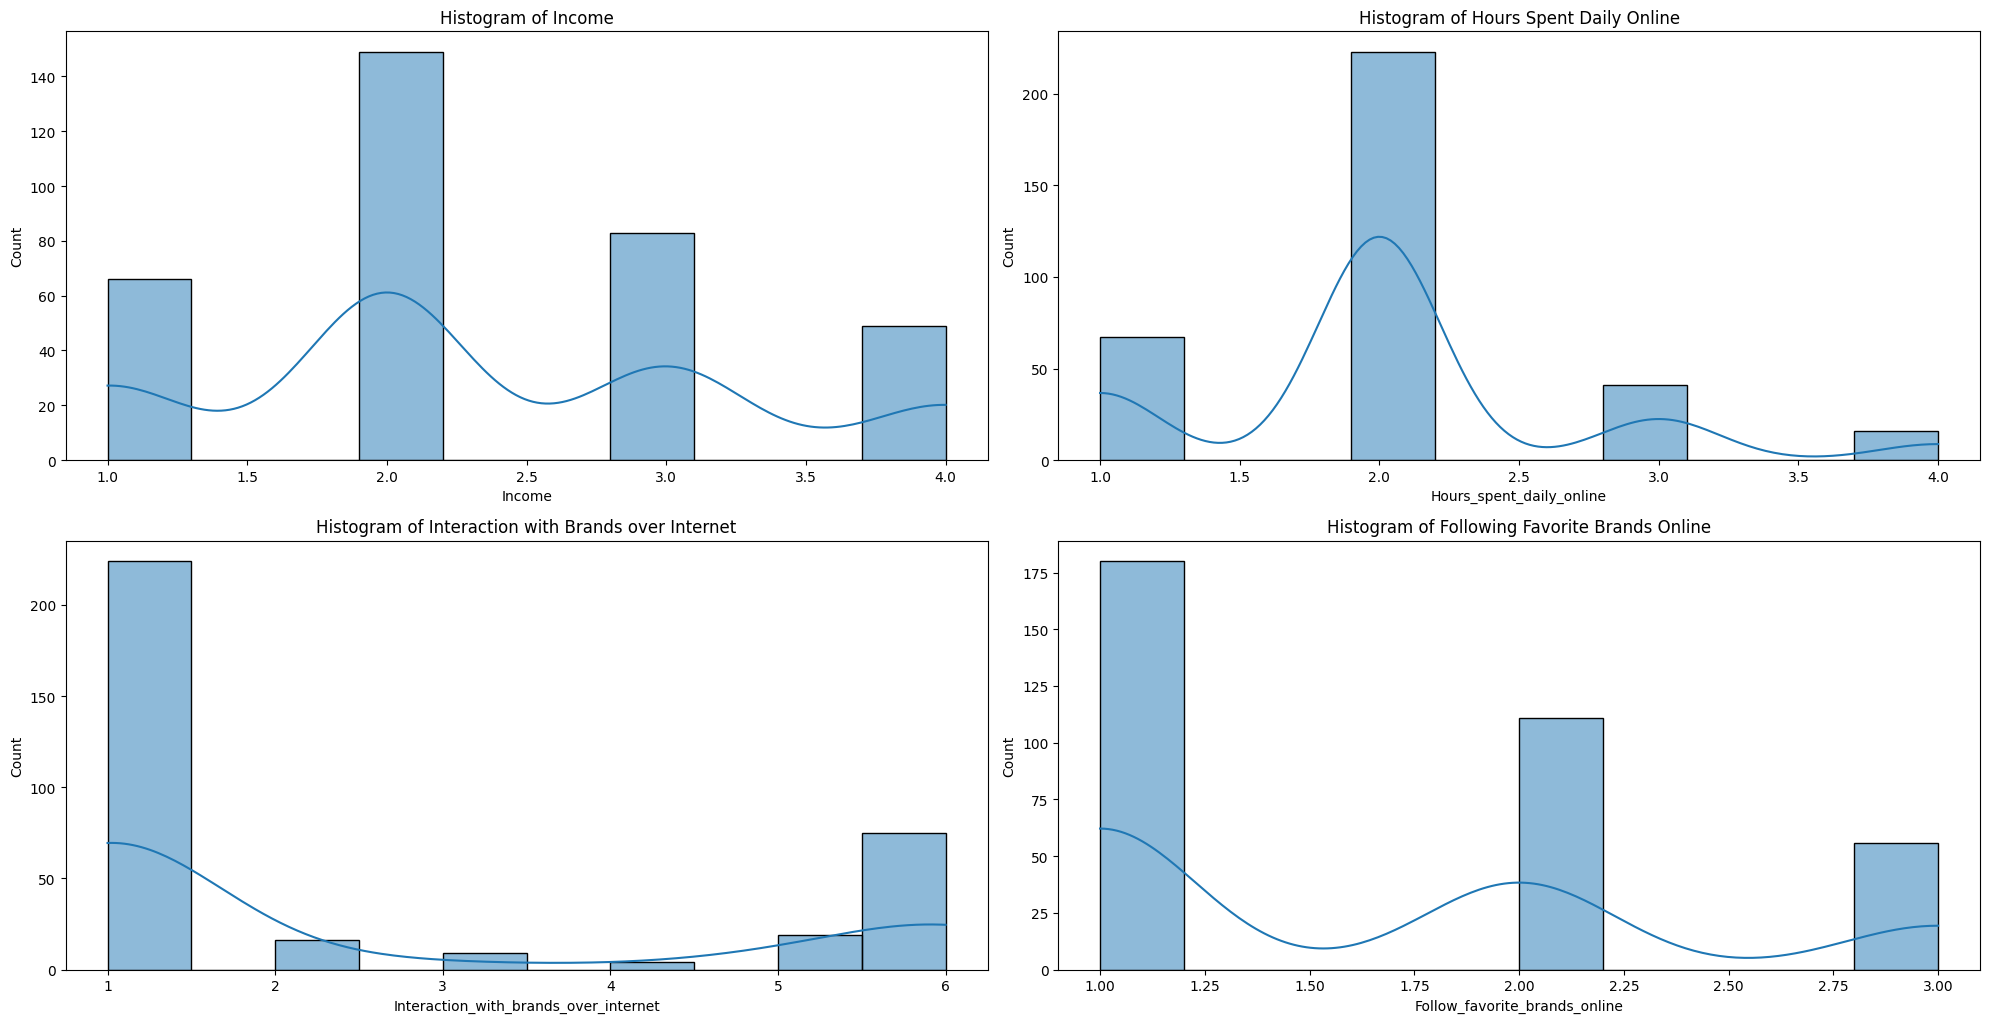 Histogram of Income
140
120
100
80
60
40
20
0
Count
1.0 1.5 2.0 2.5 3.0 3.5 4.0
Income
Histogram of Hours Spent Daily Online
200
150
100
50
0
Count
1.0 1.5 2.0 2.5 3.0 3.5 4.0
Hours_spent_daily_online
Histogram of Interaction with Brands over Internet
200
150
100
50
0
Count
1 2 3 4 5 6
Interaction_with_brands_over_internet
Histogram of Following Favorite Brands Online
175
150
125
100
75
50
25
0
Count
1.00 1.25 1.50 1.75 2.00 2.25 2.50 2.75 3.00
Follow_favorite_brands_online